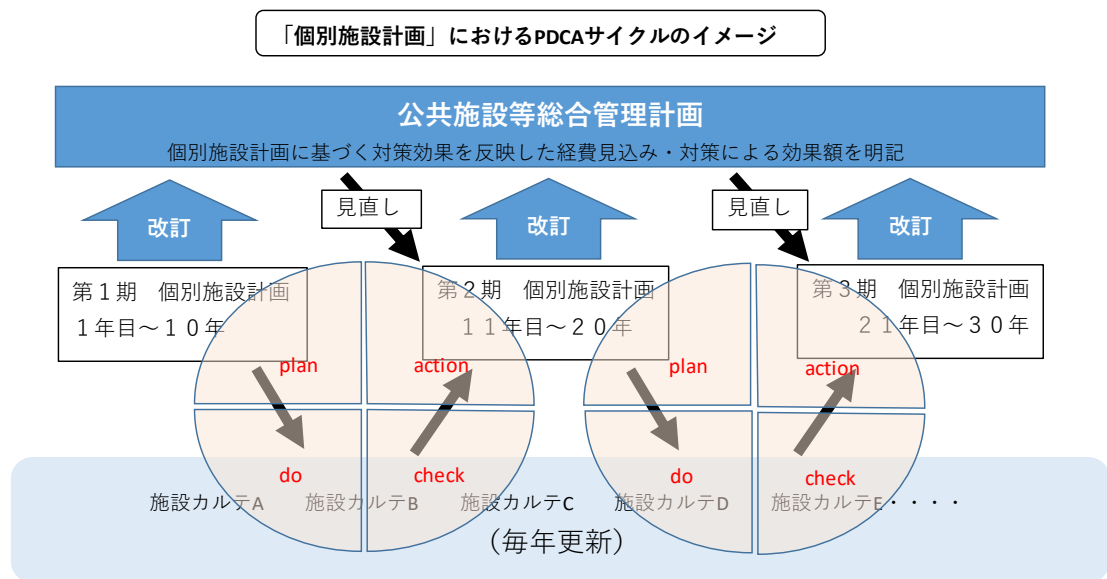 「個別施設計画」におけるPDCAサイクルのイメージ
公共施設等総合管理計画
個別施設計画に基づく対策効果を反映した経費見込み・対策による効果額を明記
改訂
見直し
改訂
見直し
改訂
第１期　個別施設計画
１年目～１０年
第２期　個別施設計画
１１年目～２０年
第３期　個別施設計画
２１年目～３０年
plan
action
plan
action
do
check
do
check
施設カルテA　施設カルテB　施設カルテC　施設カルテD　施設カルテE・・・・
（毎年更新）